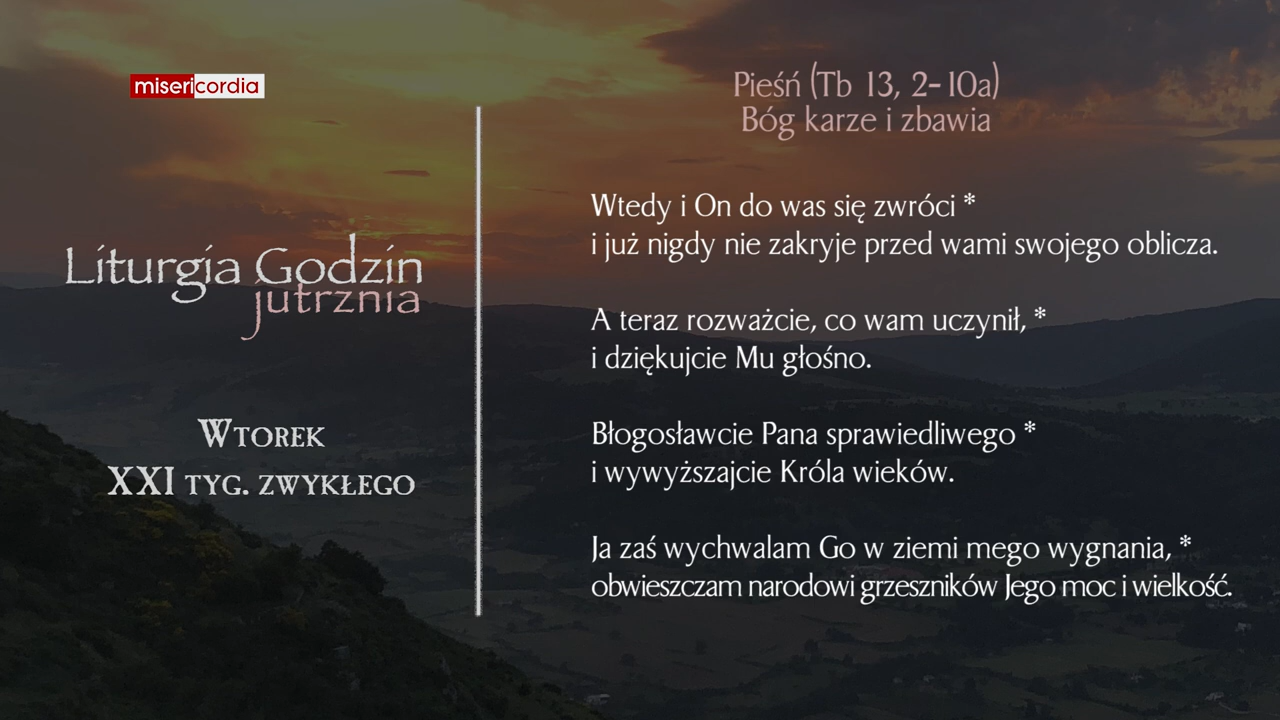 misericordia
Liturgia Godzin
jutrznia
Wtorek
XXI tyg. zwykłego
Pieśń (Tb 13, 2-10a)
Bóg karze i zbawia
Wtedy i On do was się zwróci *
i już nigdy nie zakryje przed wami swojego oblicza.
A teraz rozważcie, co wam uczynił, *
i dziękujcie Mu głośno.
Błogosławcie Pana sprawiedliwego *
i wywyższajcie Króla wieków.
Ja zaś wychwalam Go w ziemi mego wygnania, *
obwieszczam narodowi grzeszników Jego moc i wielkość.